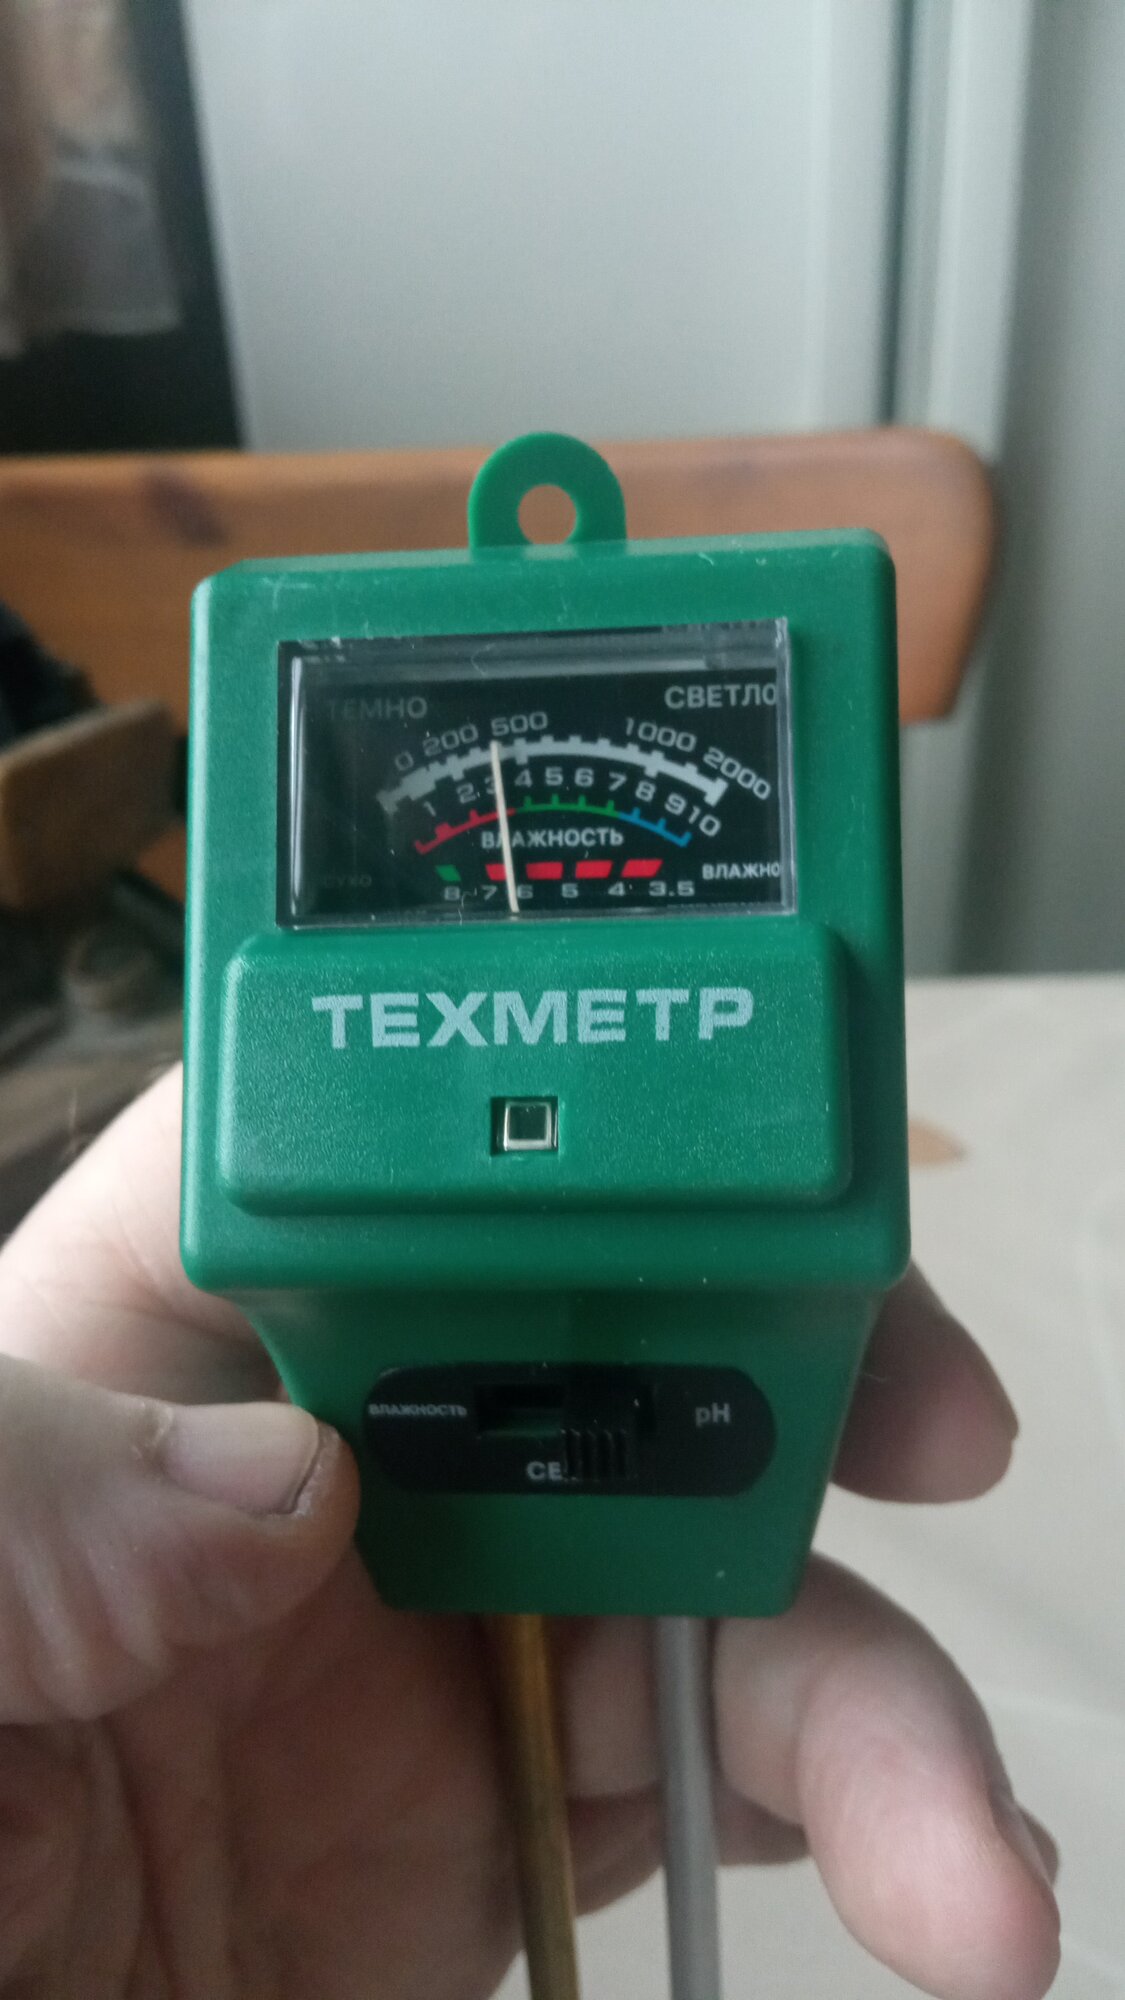 ТЕМНО СВЕТЛО
0 200 500 1000 2000
1 2 3 4 5 6 7 8 9 10
ВЛАЖНОСТЬ
СУХО ВЛАЖНО
8 7 6 5 4 3.5
ТЕХМЕТР
ВЛАЖНОСТЬ pH
СВ